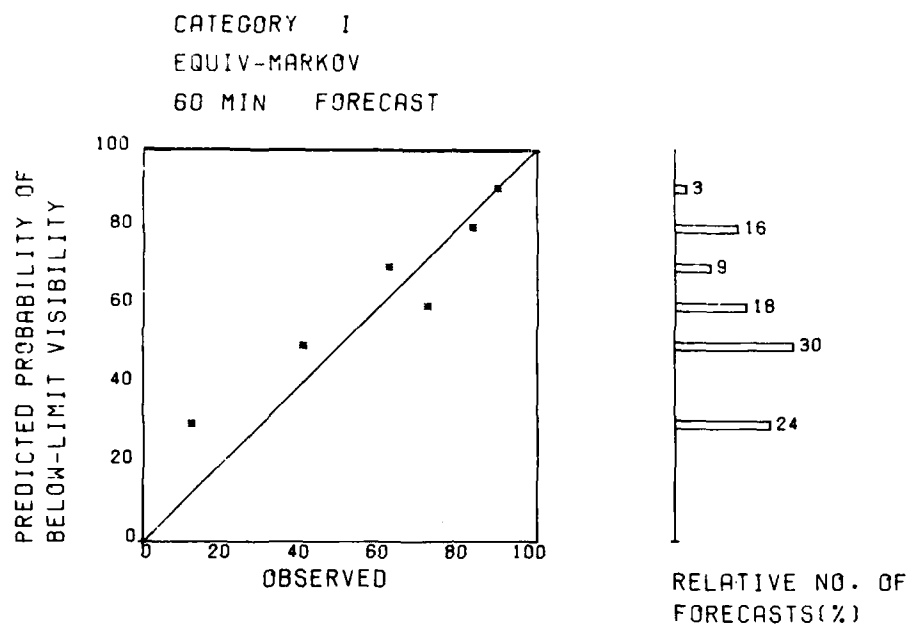 CATEGORY I
EQUIV-MARKOV
60 MIN FORECAST
PREDICTED PROBABILITY OF
BELOW-LIMIT VISIBILITY
100
80
60
40
20
0
0 20 40 60 80 100
OBSERVED
3
16
9
18
30
24
RELATIVE NO. OF
FORECASTS(%)